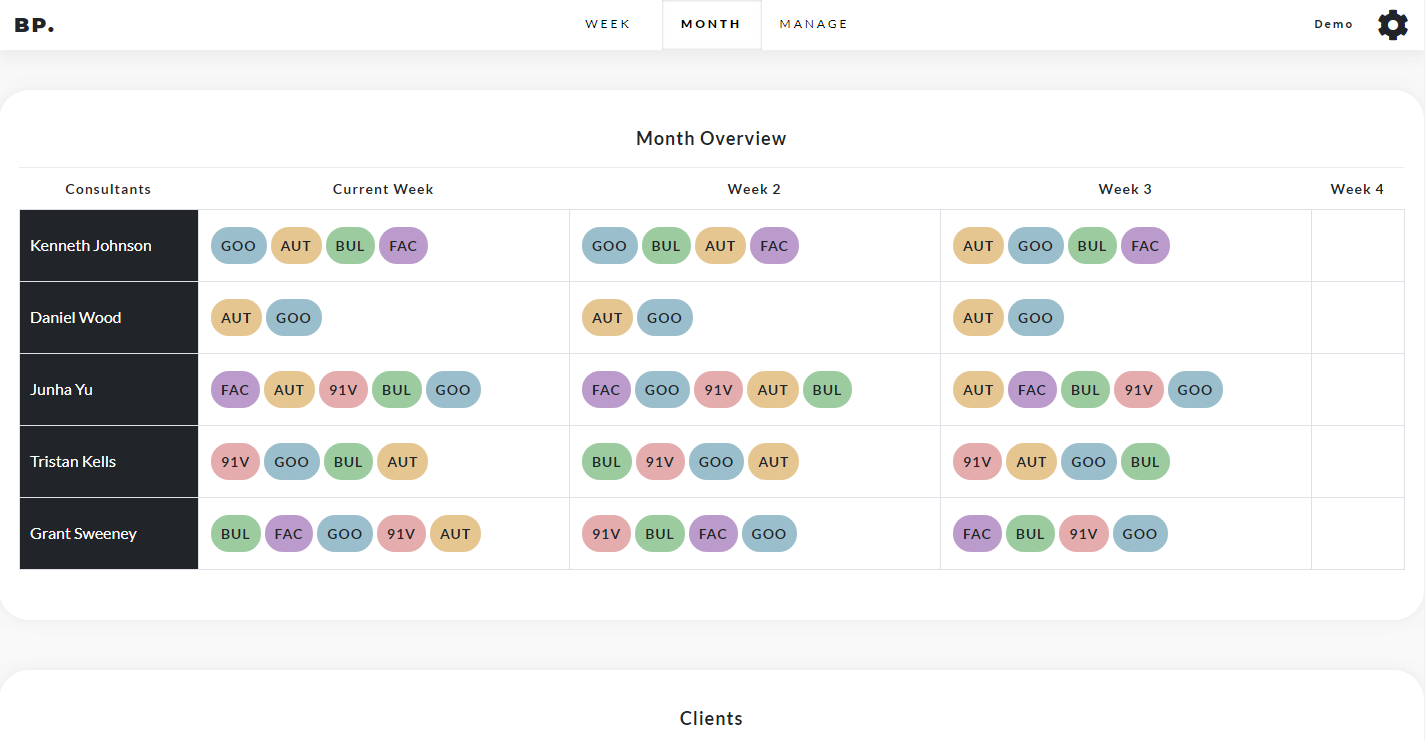 BP. WEEK MONTH MANAGE Demo
Month Overview
Consultants Current Week Week 2 Week 3 Week 4
Kenneth Johnson GOO AUT BUL FAC GOO BUL AUT FAC AUT GOO BUL FAC
Daniel Wood AUT GOO AUT GOO AUT GOO
Junha Yu FAC AUT 91V BUL GOO FAC GOO 91V AUT BUL AUT FAC BUL 91V GOO
Tristan Kells 91V GOO BUL AUT BUL 91V GOO AUT 91V AUT GOO BUL
Grant Sweeney BUL FAC GOO 91V AUT 91V BUL FAC GOO FAC BUL 91V GOO
Clients